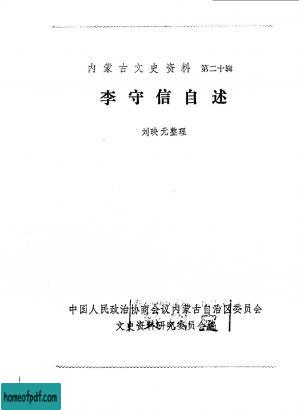 内蒙古文史资料 第二十辑
李守信自述
刘映元整理
中国人民政治协商会议内蒙古自治区委员会
文史资料研究委员会
homeofpdf.com
homeofpdf.com